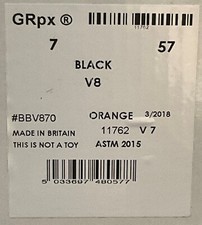 GRpx ®
11762
7 57
BLACK
V8
#BBV870 ORANGE 3/2018
MADE IN BRITAIN 11762 V 7
THIS IS NOT A TOY ASTM 2015
5 033697 480577